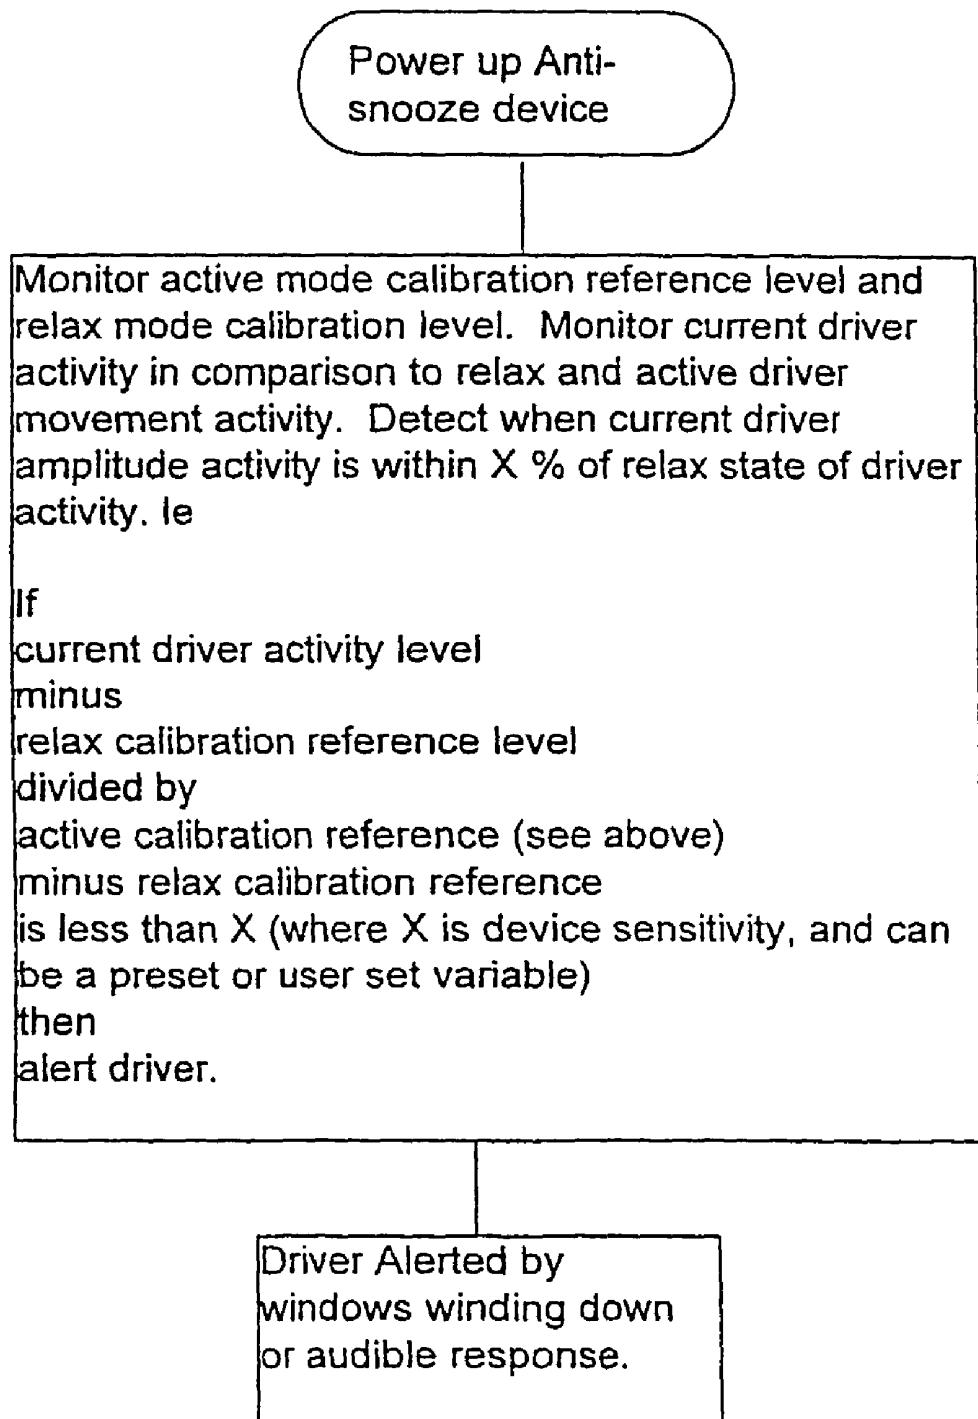 Power up Anti-
snooze device
Monitor active mode calibration reference level and
relax mode calibration level. Monitor current driver
activity in comparison to relax and active driver
movement activity. Detect when current driver
amplitude activity is within X % of relax state of driver
activity. Ie
If
current driver activity level
minus
relax calibration reference level
divided by
active calibration reference (see above)
minus relax calibration reference
is less than X (where X is device sensitivity, and can
be a preset or user set variable)
then
alert driver.
Driver Alerted by
windows winding down
or audible response.